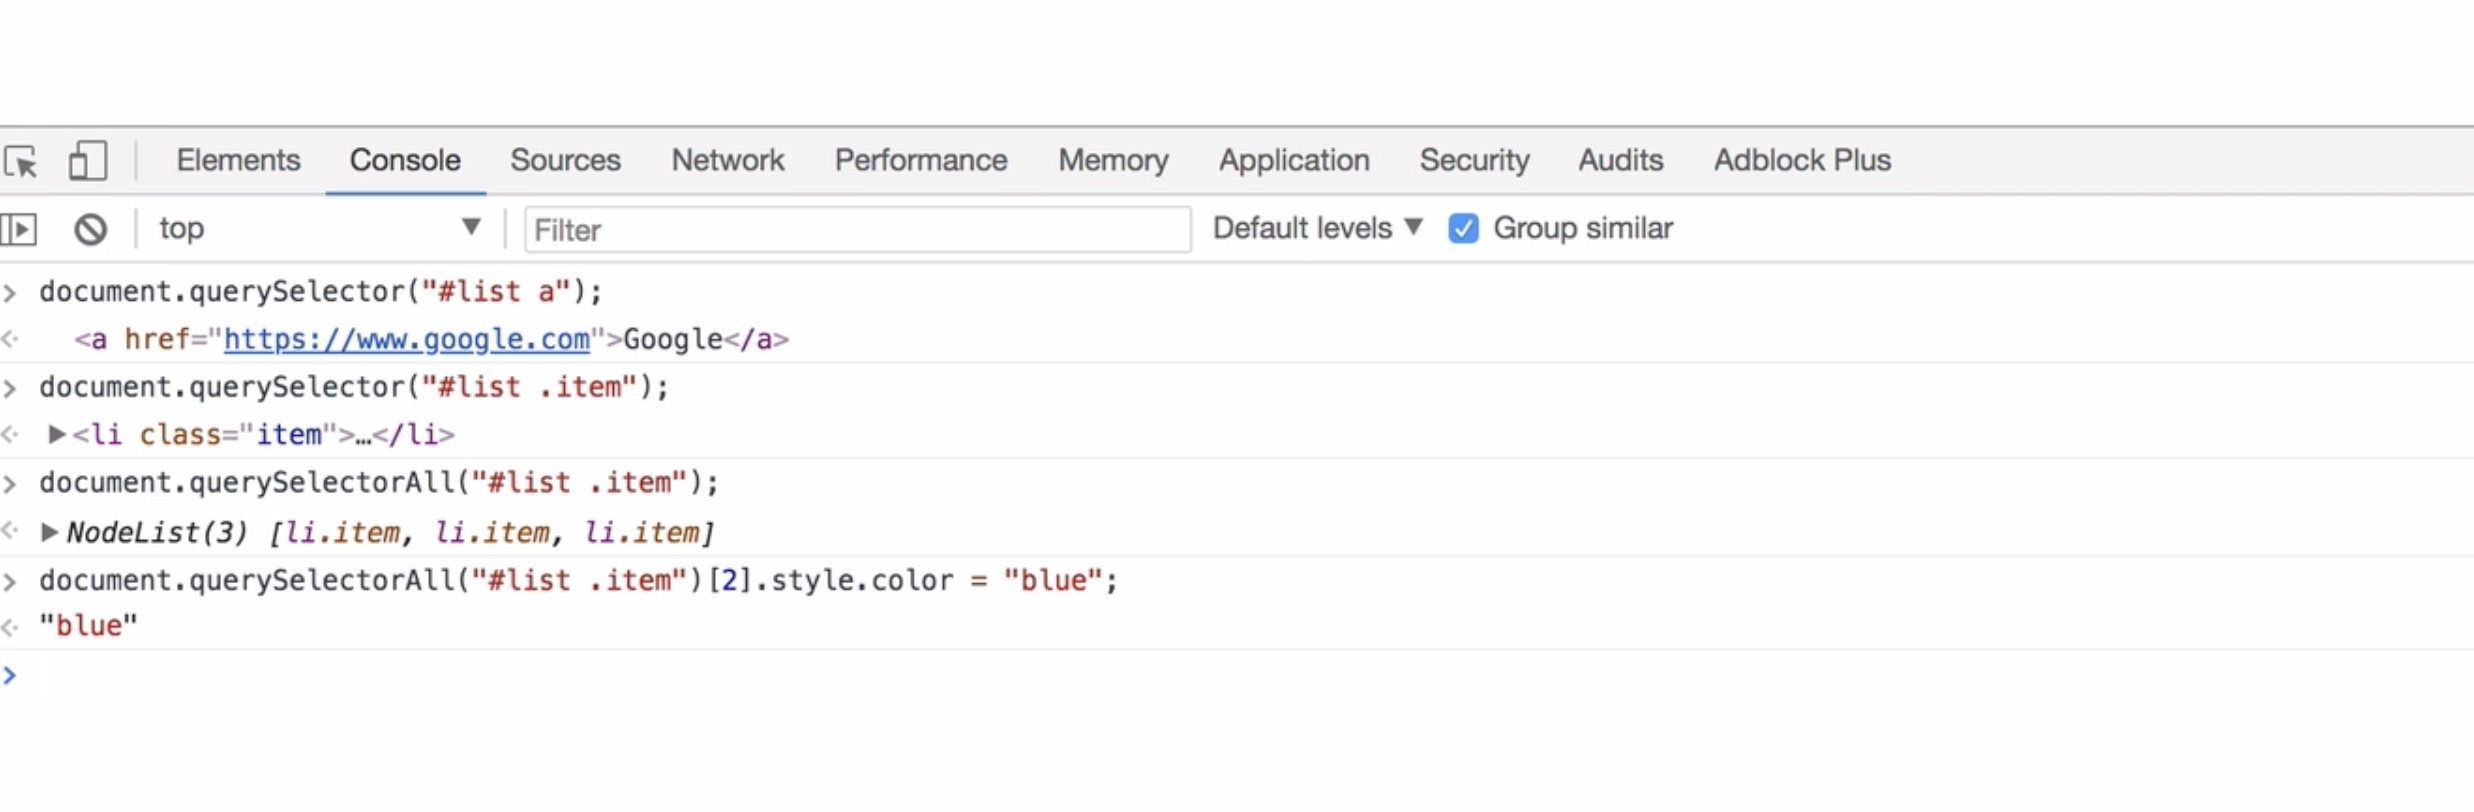 Elements Console Sources Network Performance Memory Application Security Audits Adblock Plus
top ▼ Filter Default levels ▼ Group similar
> document.querySelector("#list a");
<a href="https://www.google.com">Google</a>
> document.querySelector("#list .item");
▶<li class="item">…</li>
> document.querySelectorAll("#list .item");
▶NodeList(3) [li.item, li.item, li.item]
> document.querySelectorAll("#list .item")[2].style.color = "blue";
"blue"
>